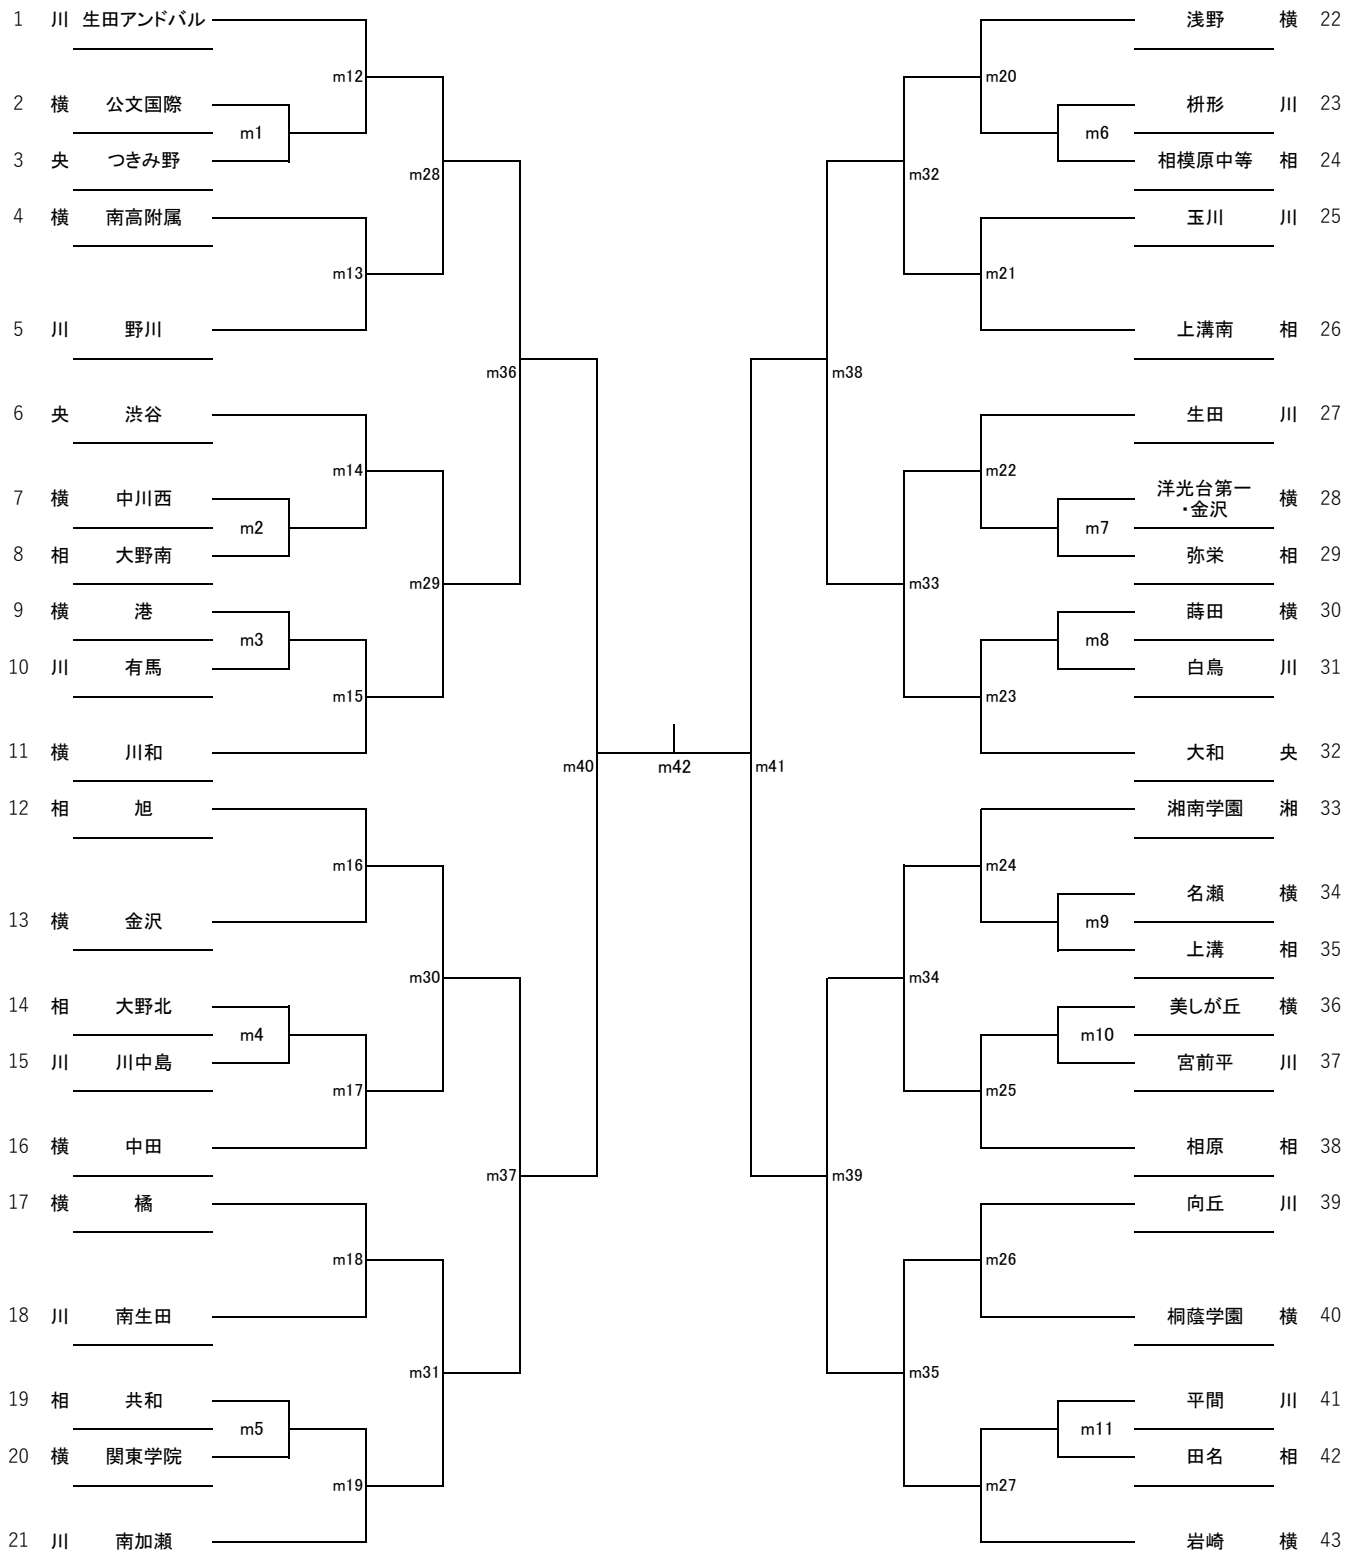 1 川 生田アンドバル
m12
2 横 公文国際
m1
3 央 つきみ野
m28
4 横 南高附属
m13
5 川 野川
m36
6 央 渋谷
m14
7 横 中川西
m2
8 相 大野南
m29
9 横 港
m3
10 川 有馬
m15
11 横 川和
m40
12 相 旭
m16
13 横 金沢
m30
14 相 大野北
m4
15 川 川中島
m17
16 横 中田
m37
17 横 橘
m18
18 川 南生田
m31
19 相 共和
m5
20 横 関東学院
m19
21 川 南加瀬
m42
浅野 横 22
m20
枡形 川 23
m6
相模原中等 相 24
m32
玉川 川 25
m21
上溝南 相 26
m38
生田 川 27
m22
洋光台第一
・金沢 横 28
m7
弥栄 相 29
m33
蒔田 横 30
m8
白鳥 川 31
m23
大和 央 32
m41
湘南学園 湘 33
m24
名瀬 横 34
m9
上溝 相 35
m34
美しが丘 横 36
m10
宮前平 川 37
m25
相原 相 38
m39
向丘 川 39
m26
桐蔭学園 横 40
m35
平間 川 41
m11
田名 相 42
m27
岩崎 横 43